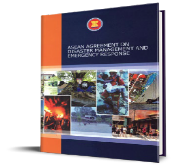 ASEAN AGREEMENT ON
DISASTER MANAGEMENT AND
EMERGENCY RESPONSE